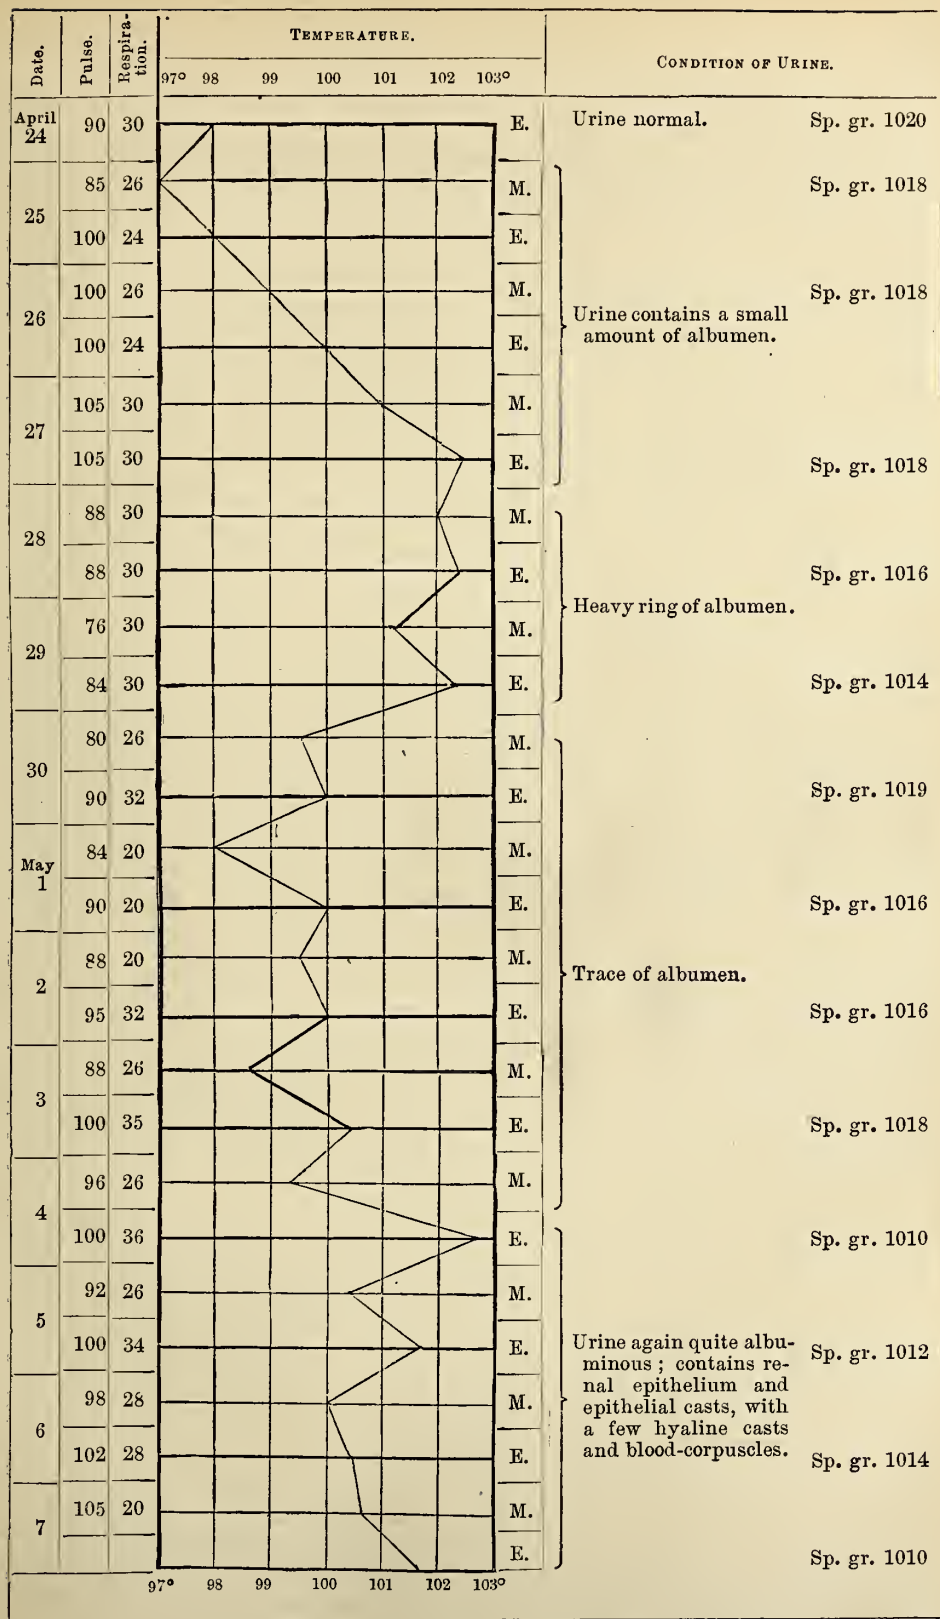 Date. Pulse. Respira-
tion. TEMPERATURE. CONDITION OF URINE.
97° 98 99 100 101 102 103°
April
24 90 30 E. Urine normal. Sp. gr. 1020
85 26 M. Sp. gr. 1018
25
100 24 E.
100 26 M. Sp. gr. 1018
26 Urine contains a small
amount of albumen.
100 24 E.
105 30 M.
27
105 30 E. Sp. gr. 1018
88 30 M.
28
88 30 E. Sp. gr. 1016
Heavy ring of albumen.
76 30 M.
29
84 30 E. Sp. gr. 1014
80 26 M.
30
90 32 E. Sp. gr. 1019
84 20 M.
May
1
90 20 E. Sp. gr. 1016
88 20 M.
Trace of albumen.
2
95 32 E. Sp. gr. 1016
88 26 M.
3
100 35 E. Sp. gr. 1018
96 26 M.
4
100 36 E. Sp. gr. 1010
92 26 M.
5
100 34 E. Urine again quite albu- Sp. gr. 1012
minous ; contains re-
nal epithelium and
98 28 M. epithelial casts, with
6 a few hyaline casts
102 28 E. and blood-corpuscles. Sp. gr. 1014
105 20 M.
7
E. Sp. gr. 1010
97° 98 99 100 101 102 103°